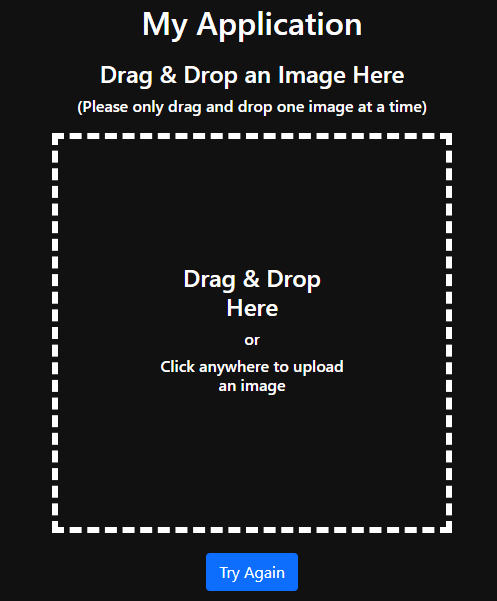 My Application
Drag & Drop an Image Here
(Please only drag and drop one image at a time)
Drag & Drop
Here
or
Click anywhere to upload
an image
Try Again